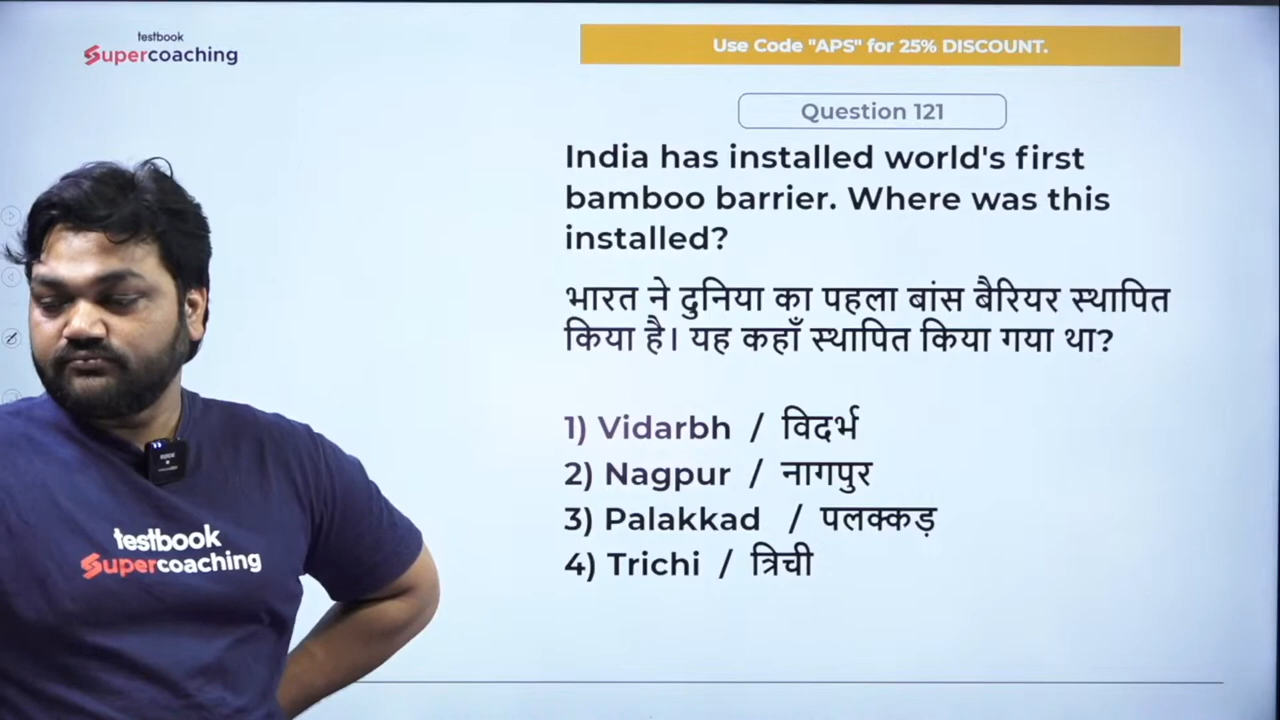 testbook
Supercoaching
Use Code "APS" for 25% DISCOUNT.
Question 121
India has installed world's first
bamboo barrier. Where was this
installed?
भारत ने दुनिया का पहला बांस बैरियर स्थापित
किया है। यह कहाँ स्थापित किया गया था?
1) Vidarbh / विदर्भ
2) Nagpur / नागपुर
3) Palakkad / पलक्कड़
4) Trichi / त्रिची
testbook
Supercoaching